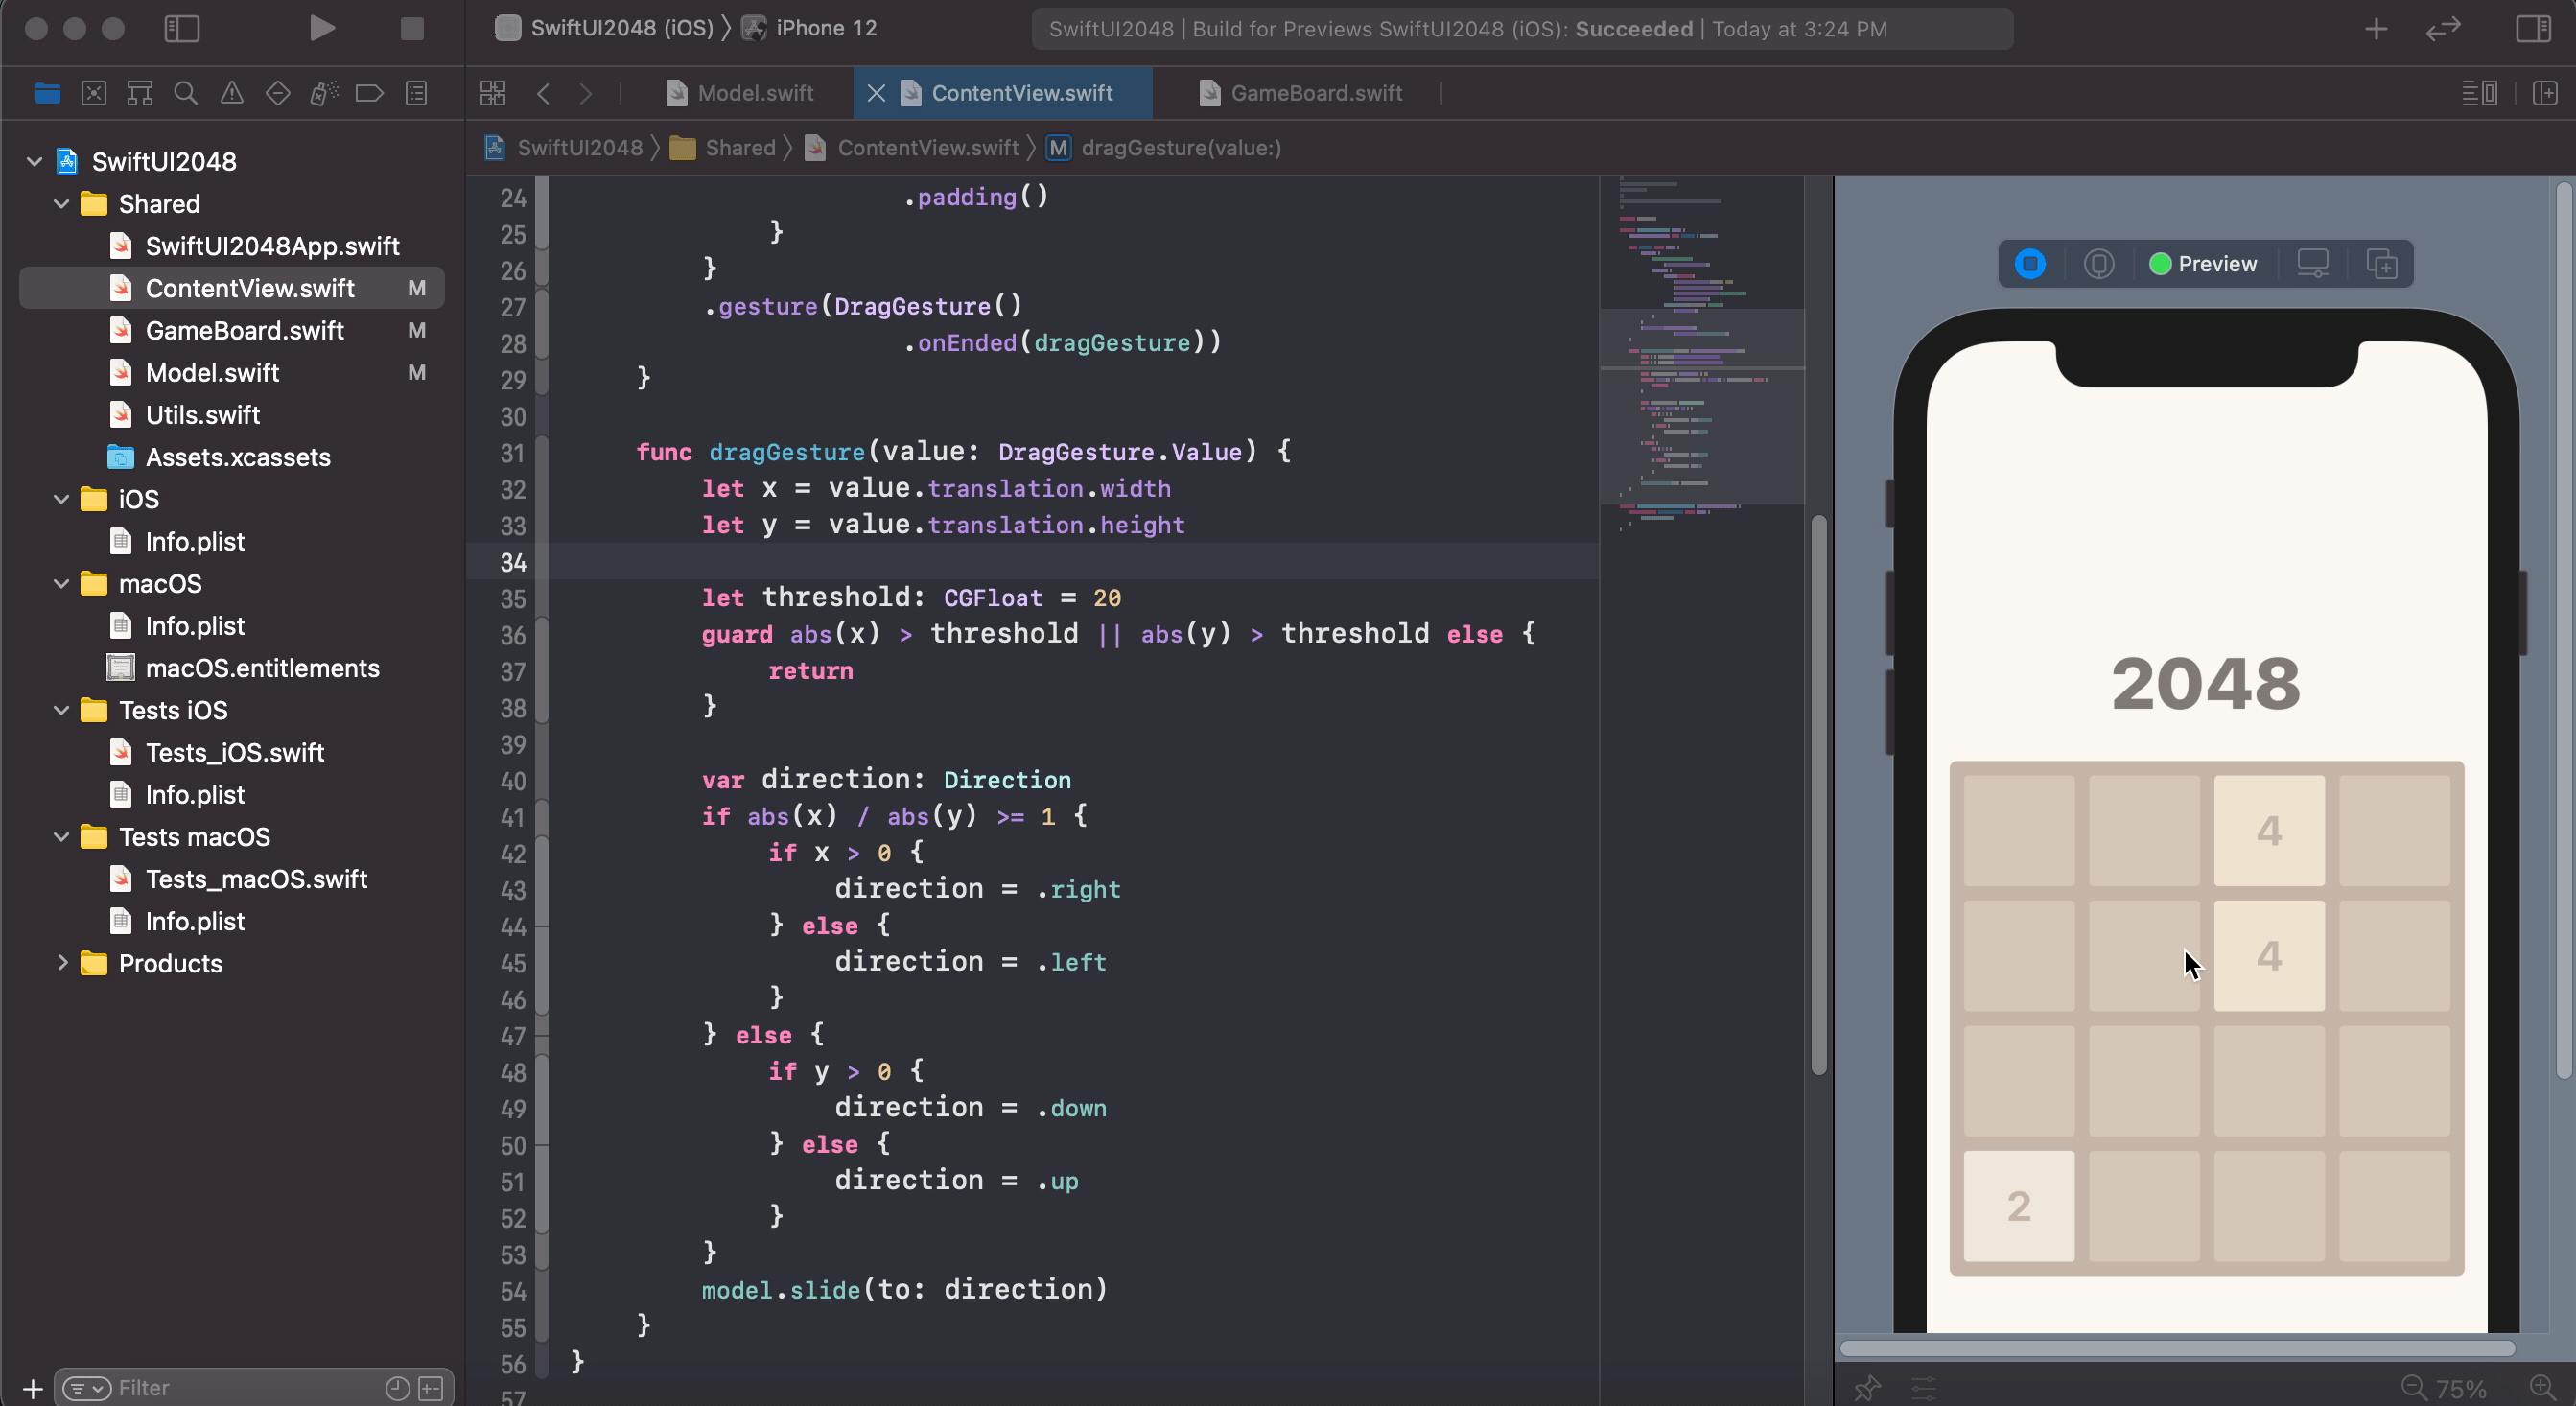 SwiftUI2048 (iOS) 〉 iPhone 12
SwiftUI2048 | Build for Previews SwiftUI2048 (iOS): Succeeded | Today at 3:24 PM
Model.swift
ContentView.swift
GameBoard.swift
SwiftUI2048 〉 Shared 〉 ContentView.swift 〉 M dragGesture(value:)
SwiftUI2048
Shared
SwiftUI2048App.swift
ContentView.swift M
GameBoard.swift M
Model.swift M
Utils.swift
Assets.xcassets
iOS
Info.plist
macOS
Info.plist
macOS.entitlements
Tests iOS
Tests_iOS.swift
Info.plist
Tests macOS
Tests_macOS.swift
Info.plist
Products
Filter
24 .padding()
25 }
26 }
27 .gesture(DragGesture()
28 .onEnded(dragGesture))
29 }
30
31 func dragGesture(value: DragGesture.Value) {
32 let x = value.translation.width
33 let y = value.translation.height
34
35 let threshold: CGFloat = 20
36 guard abs(x) > threshold || abs(y) > threshold else {
37 return
38 }
39
40 var direction: Direction
41 if abs(x) / abs(y) >= 1 {
42 if x > 0 {
43 direction = .right
44 } else {
45 direction = .left
46 }
47 } else {
48 if y > 0 {
49 direction = .down
50 } else {
51 direction = .up
52 }
53 }
54 model.slide(to: direction)
55 }
56 }
57
Preview
2048
4
4
2
75%